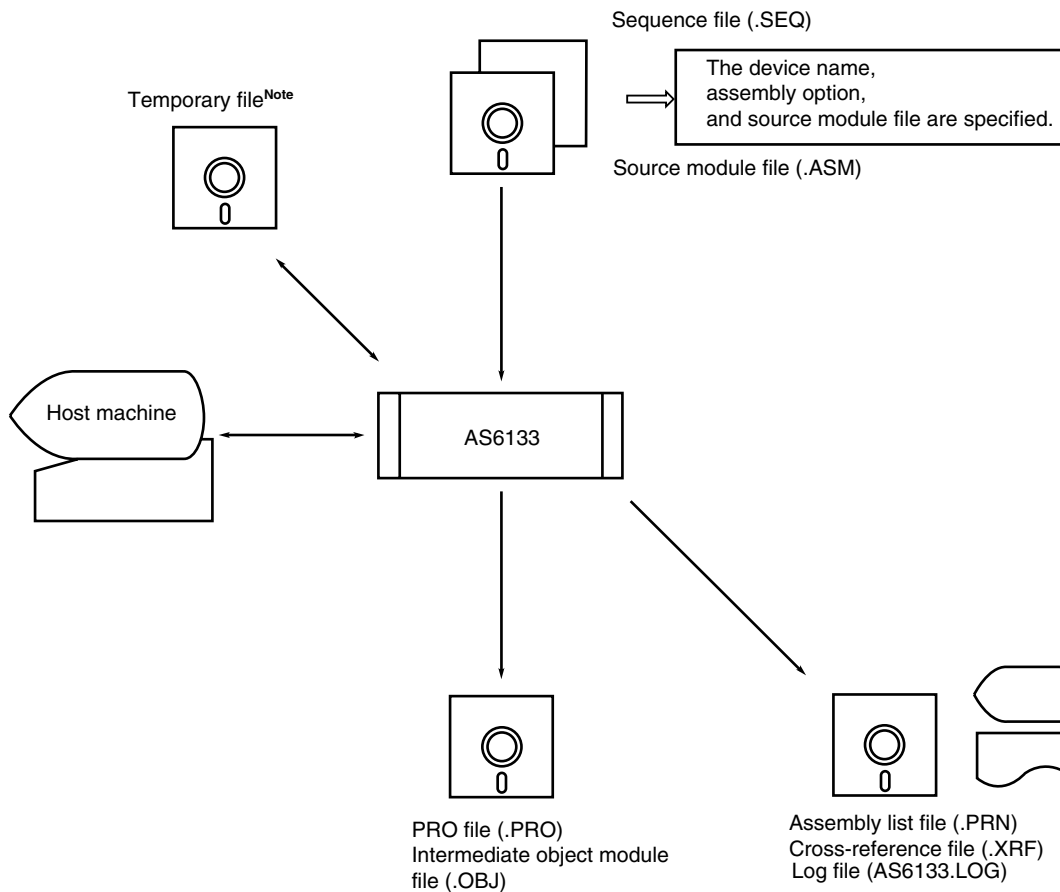 Sequence file (.SEQ)
The device name,
assembly option,
and source module file are specified.
Temporary fileNote
Source module file (.ASM)
Host machine
AS6133
PRO file (.PRO)
Intermediate object module
file (.OBJ)
Assembly list file (.PRN)
Cross-reference file (.XRF)
Log file (AS6133.LOG)